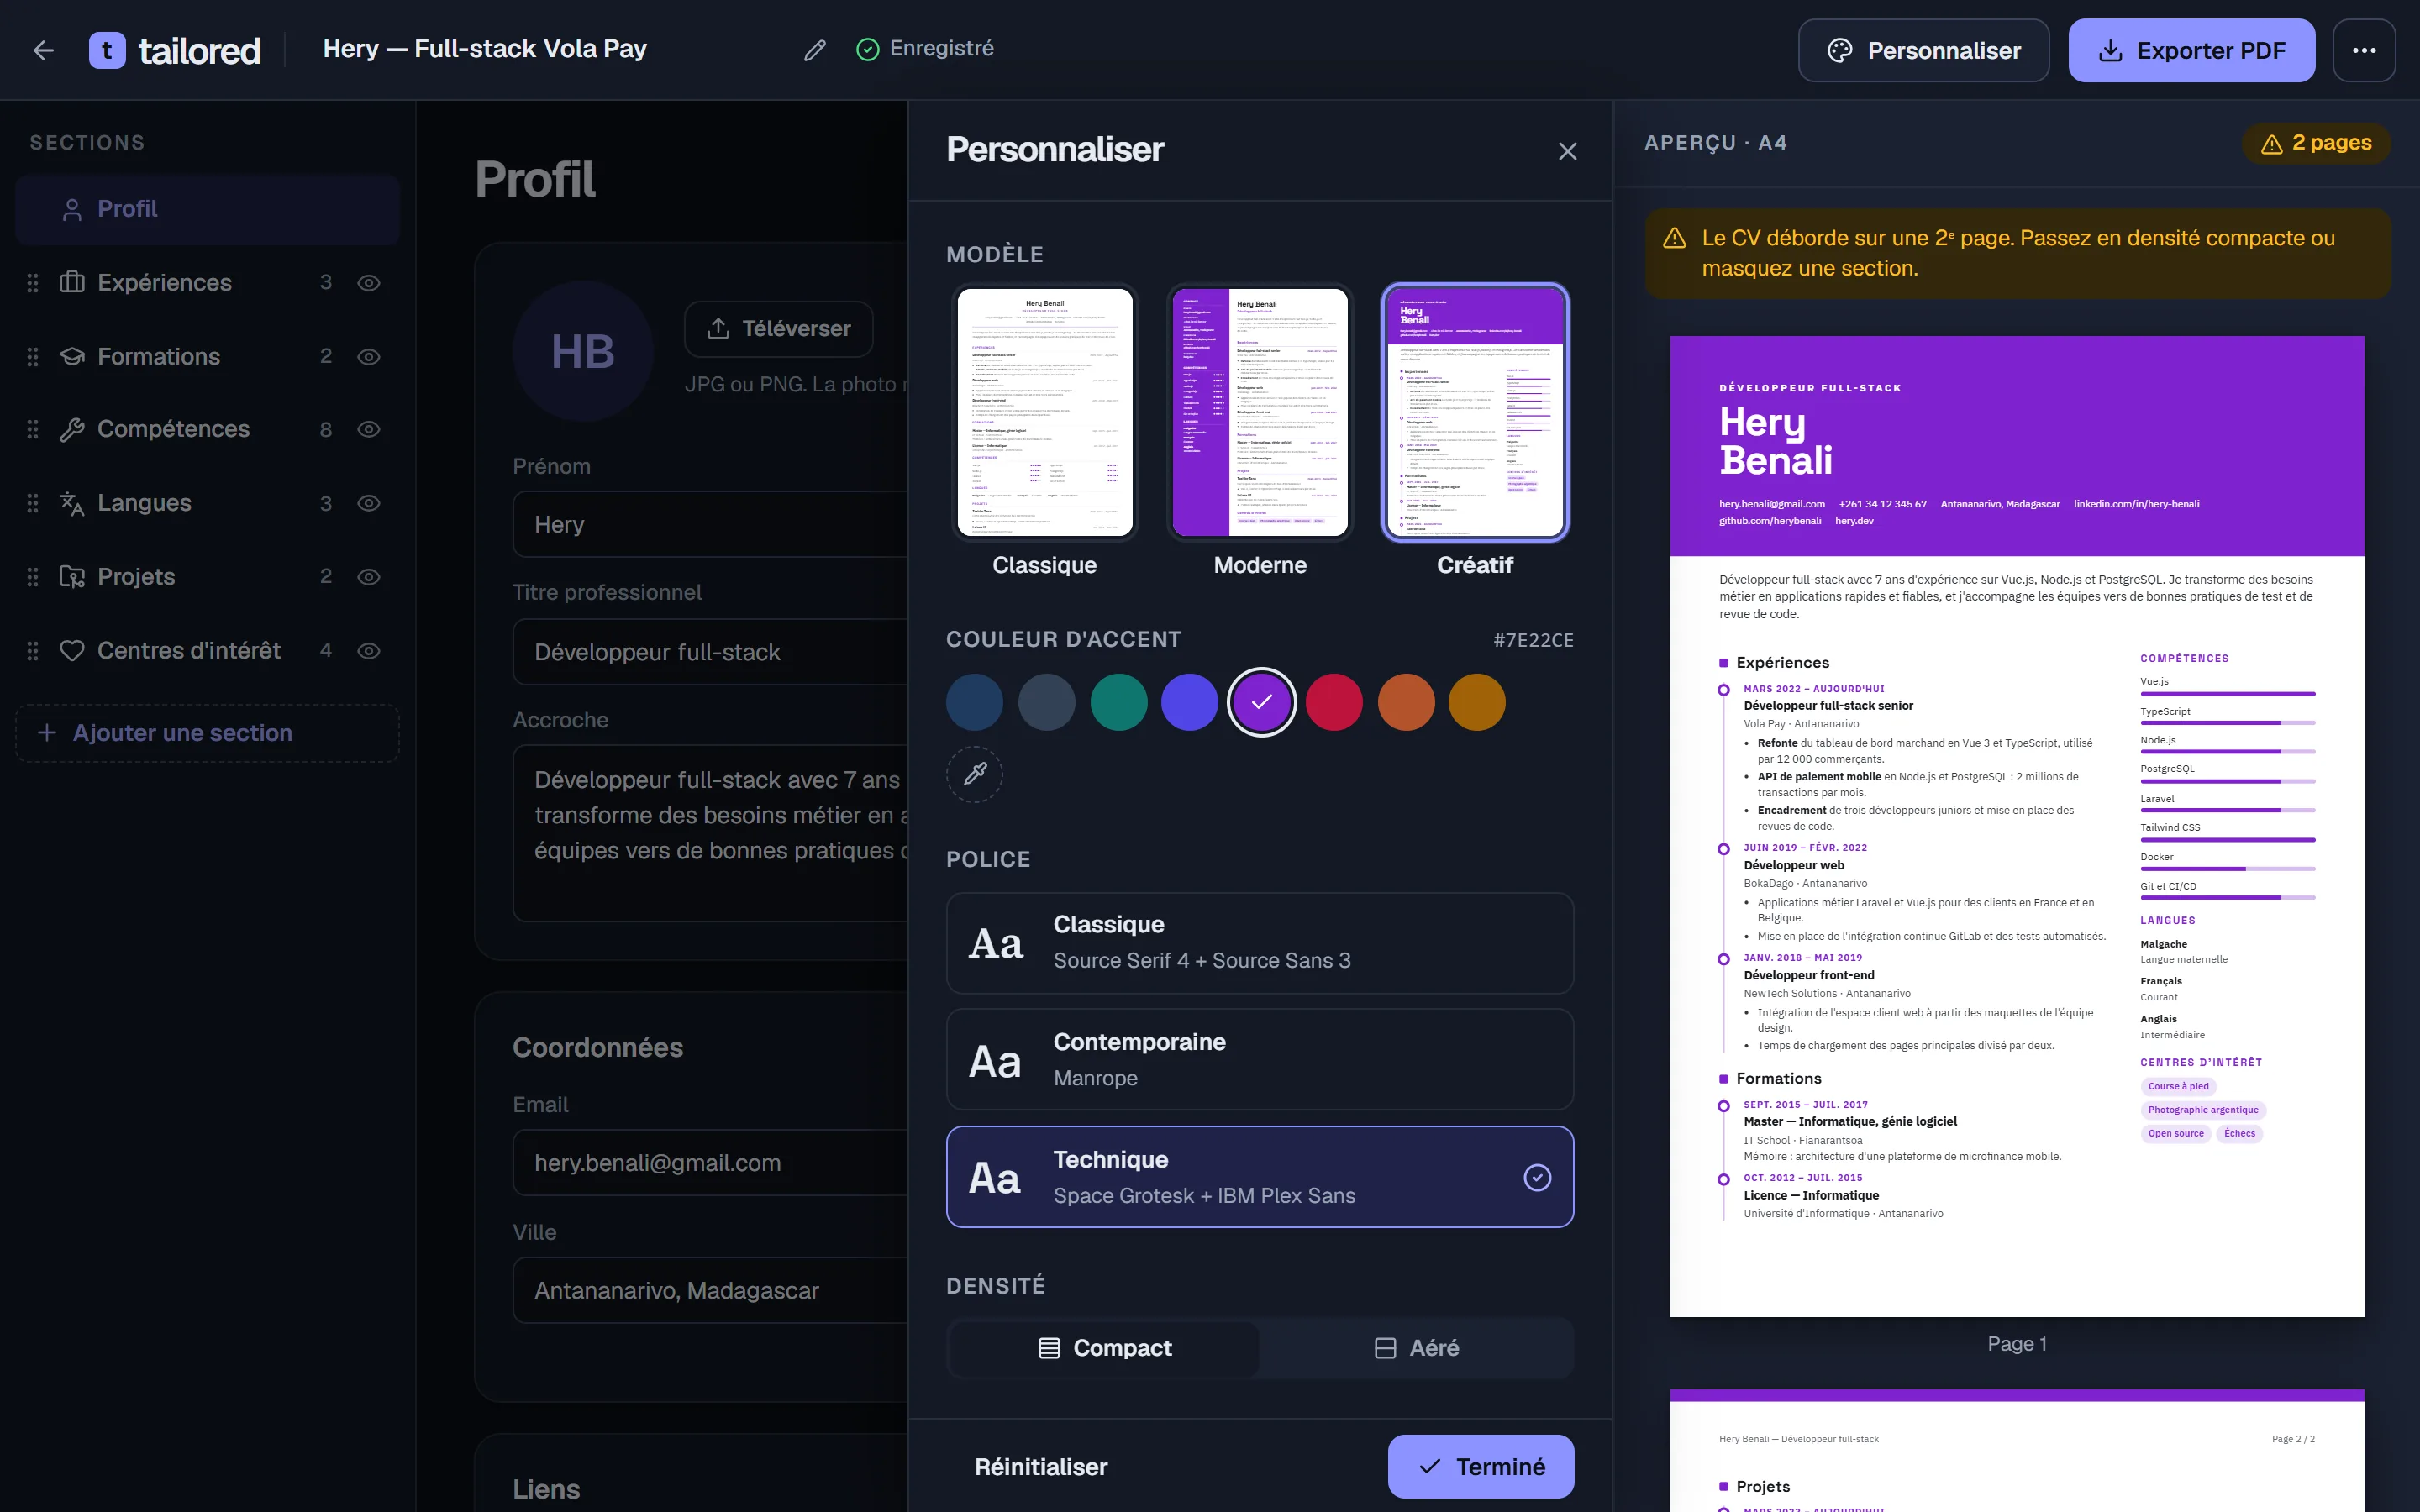 t tailored
Hery — Full-stack Vola Pay
Enregistré
Personnaliser
Exporter PDF
SECTIONS
Profil
Expériences 3
Formations 2
Compétences 8
Langues 3
Projets 2
Centres d'intérêt 4
Ajouter une section
Profil
HB
Téléverser
JPG ou PNG. La photo
Prénom
Hery
Titre professionnel
Développeur full-stack
Accroche
Développeur full-stack avec 7 ans
transforme des besoins métier en
équipes vers de bonnes pratiques
Coordonnées
Email
hery.benali@gmail.com
Ville
Antananarivo, Madagascar
Liens
Personnaliser
MODÈLE
Hery Benali
Hery Benali
Hery
Benali
Classique
Moderne
Créatif
COULEUR D'ACCENT
#7E22CE
POLICE
Aa
Classique
Source Serif 4 + Source Sans 3
Aa
Contemporaine
Manrope
Aa
Technique
Space Grotesk + IBM Plex Sans
DENSITÉ
Compact
Aéré
Réinitialiser
Terminé
APERÇU · A4
2 pages
Le CV déborde sur une 2ᵉ page. Passez en densité compacte ou
masquez une section.
DÉVELOPPEUR FULL-STACK
Hery
Benali
hery.benali@gmail.com +261 34 12 345 67 Antananarivo, Madagascar linkedin.com/in/hery-benali
github.com/herybenali hery.dev
Développeur full-stack avec 7 ans d'expérience sur Vue.js, Node.js et PostgreSQL. Je transforme des besoins
métier en applications rapides et fiables, et j'accompagne les équipes vers de bonnes pratiques de test et de
revue de code.
Expériences
MARS 2022 – AUJOURD'HUI
Développeur full-stack senior
Vola Pay · Antananarivo
• Refonte du tableau de bord marchand en Vue 3 et TypeScript, utilisé
par 12 000 commerçants.
• API de paiement mobile en Node.js et PostgreSQL : 2 millions de
transactions par mois.
• Encadrement de trois développeurs juniors et mise en place des
revues de code.
JUIN 2019 – FÉVR. 2022
Développeur web
BokaDago · Antananarivo
• Applications métier Laravel et Vue.js pour des clients en France et en
Belgique.
• Mise en place de l'intégration continue GitLab et des tests automatisés.
JANV. 2018 – MAI 2019
Développeur front-end
NewTech Solutions · Antananarivo
• Intégration de l'espace client web à partir des maquettes de l'équipe
design.
• Temps de chargement des pages principales divisé par deux.
Formations
SEPT. 2015 – JUIL. 2017
Master — Informatique, génie logiciel
IT School · Fianarantsoa
Mémoire : architecture d'une plateforme de microfinance mobile.
OCT. 2012 – JUIL. 2015
Licence — Informatique
Université d'Informatique · Antananarivo
COMPÉTENCES
Vue.js
TypeScript
Node.js
PostgreSQL
Laravel
Tailwind CSS
Docker
Git et CI/CD
LANGUES
Malgache
Langue maternelle
Français
Courant
Anglais
Intermédiaire
CENTRES D'INTÉRÊT
Course à pied
Photographie argentique
Open source Échecs
Page 1
Hery Benali — Développeur full-stack
Page 2 / 2
Projets
MARS 2022 – AUJOURD'HUI